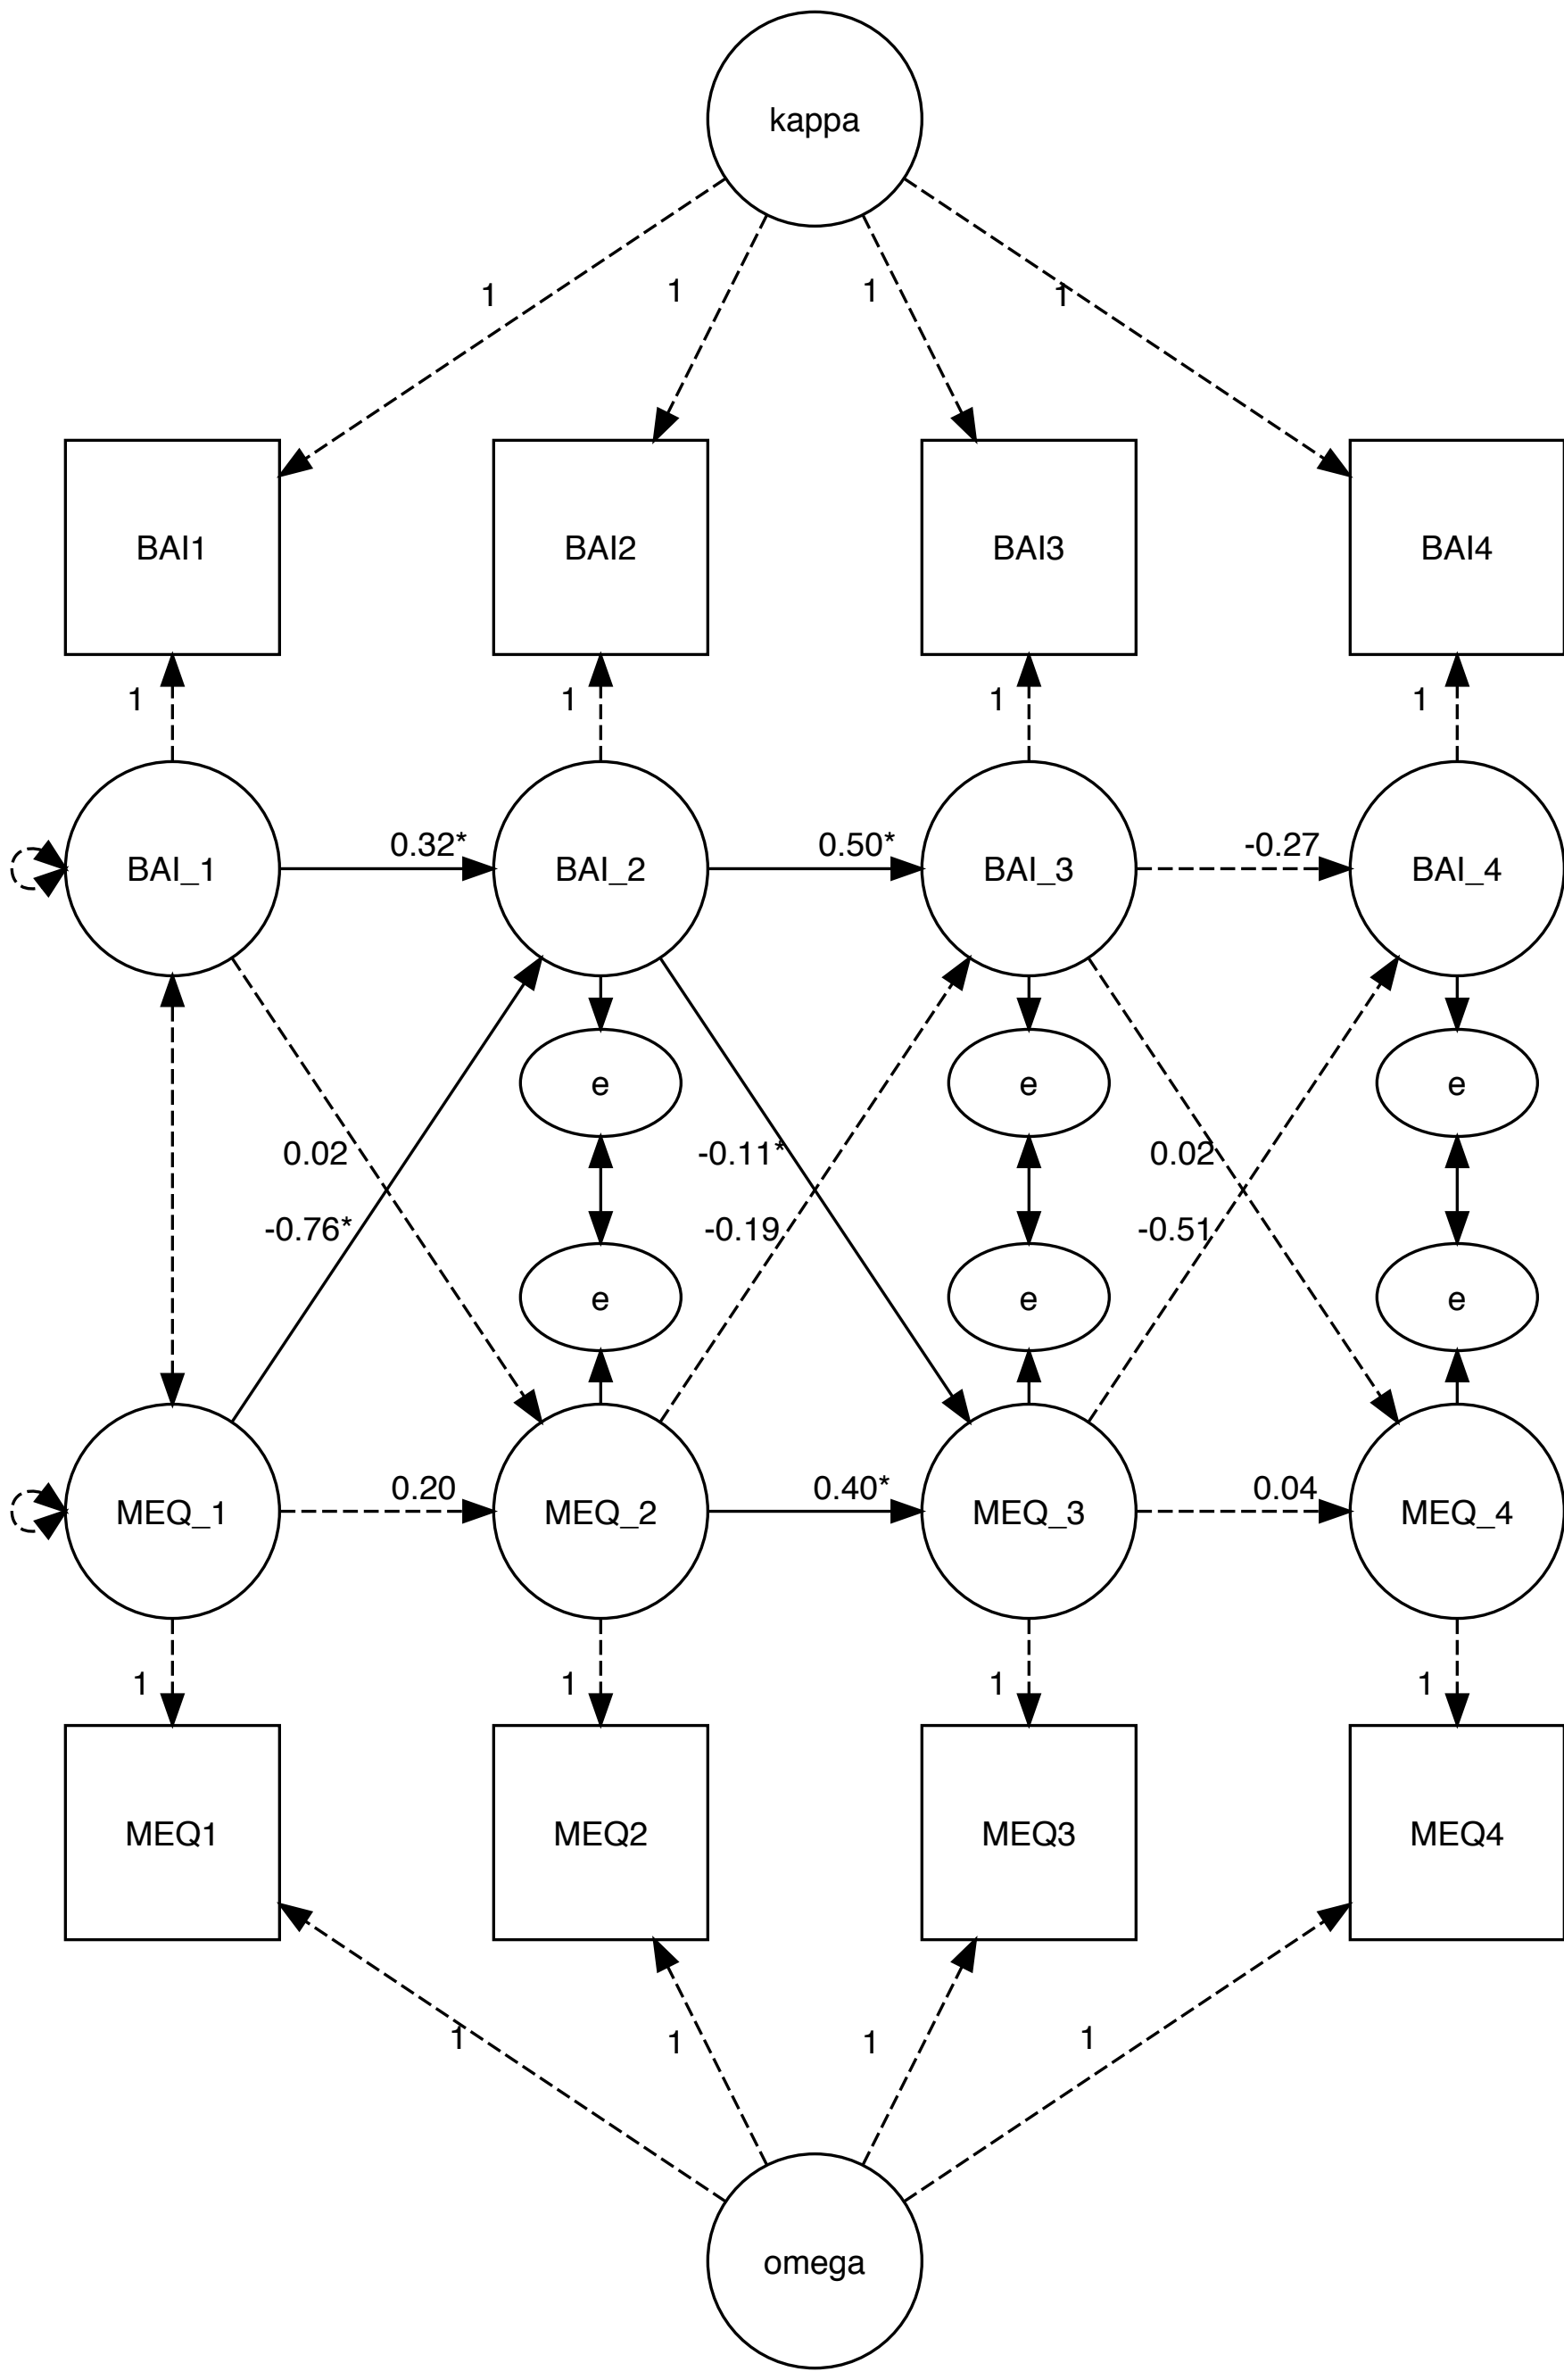 kappa
1
1
1
1
BAI1
BAI2
BAI3
BAI4
1
1
1
1
0.32*
0.50*
-0.27
BAI_1
BAI_2
BAI_3
BAI_4
e
e
e
0.02
-0.11*
0.02
-0.76*
-0.19
-0.51
e
e
e
0.20
0.40*
0.04
MEQ_1
MEQ_2
MEQ_3
MEQ_4
1
1
1
1
MEQ1
MEQ2
MEQ3
MEQ4
1
1
1
1
omega